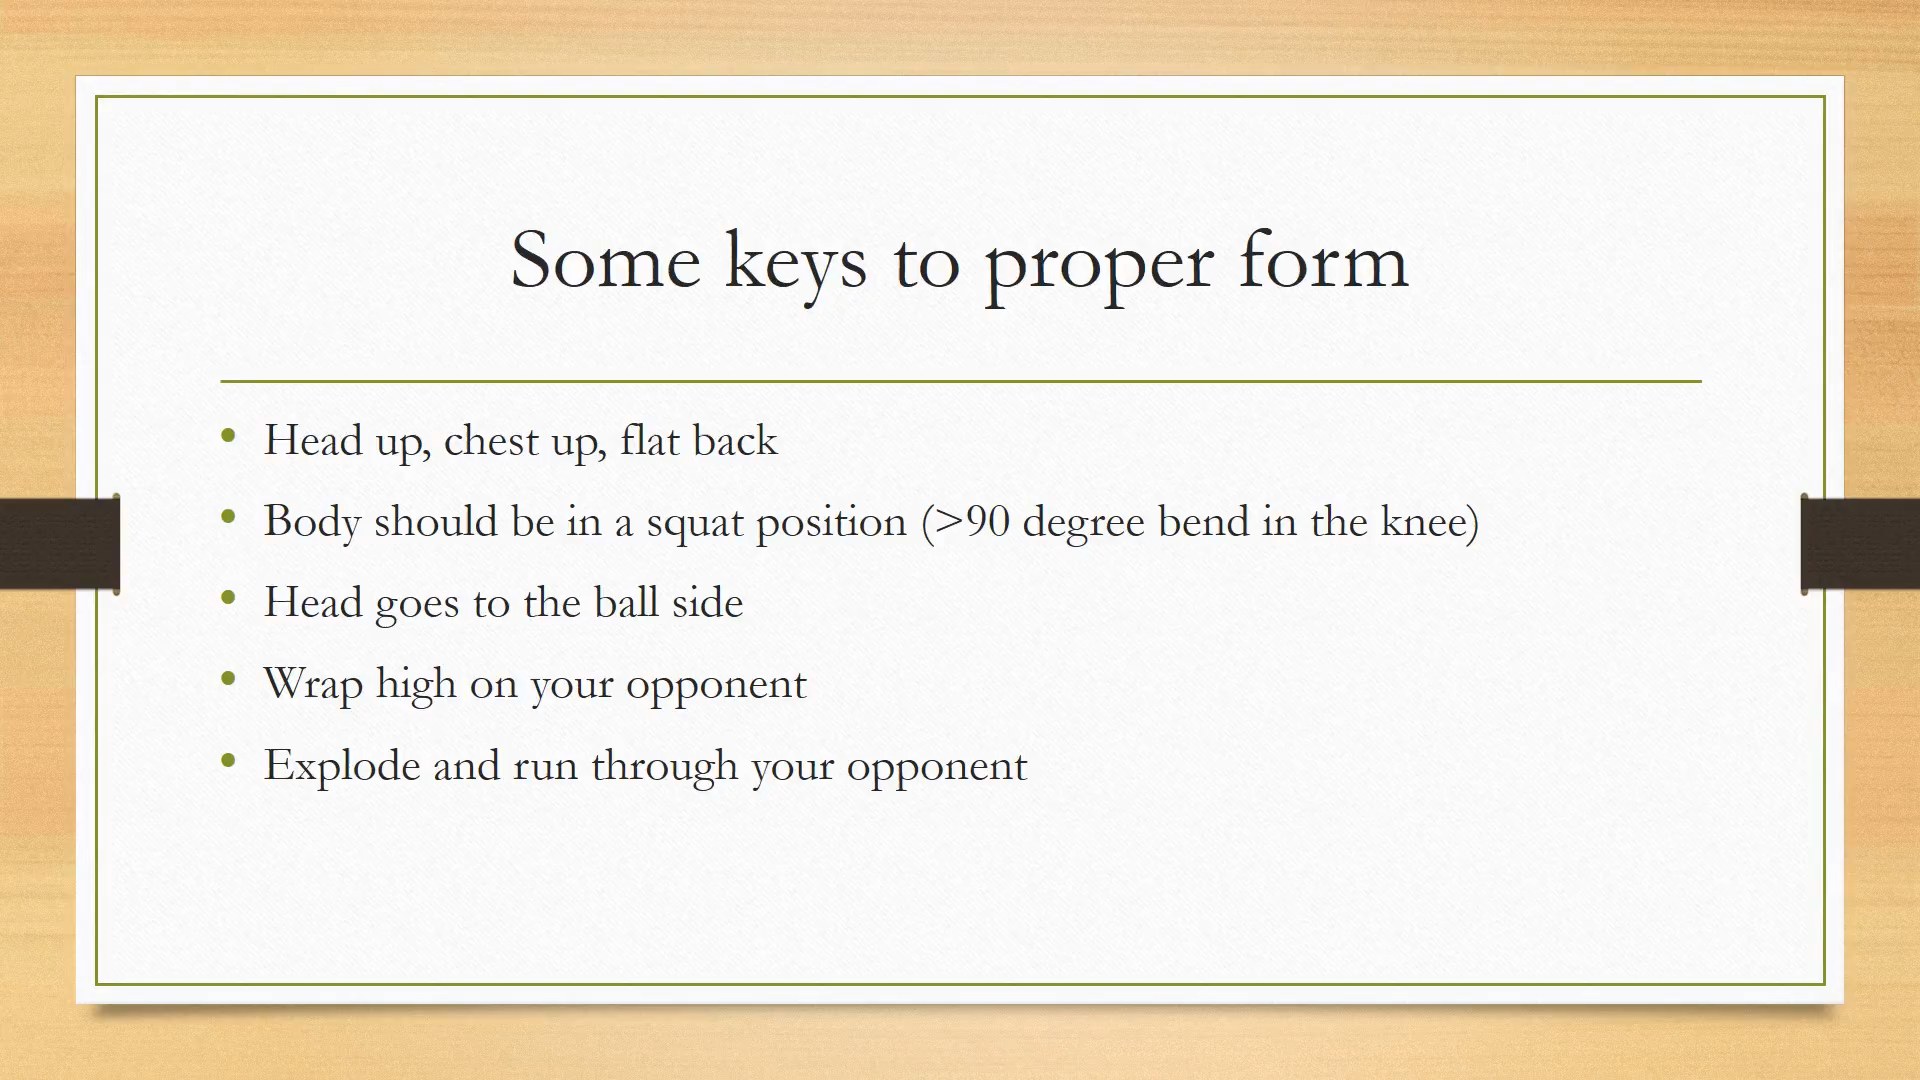 Some keys to proper form
• Head up, chest up, flat back
• Body should be in a squat position (>90 degree bend in the knee)
• Head goes to the ball side
• Wrap high on your opponent
• Explode and run through your opponent